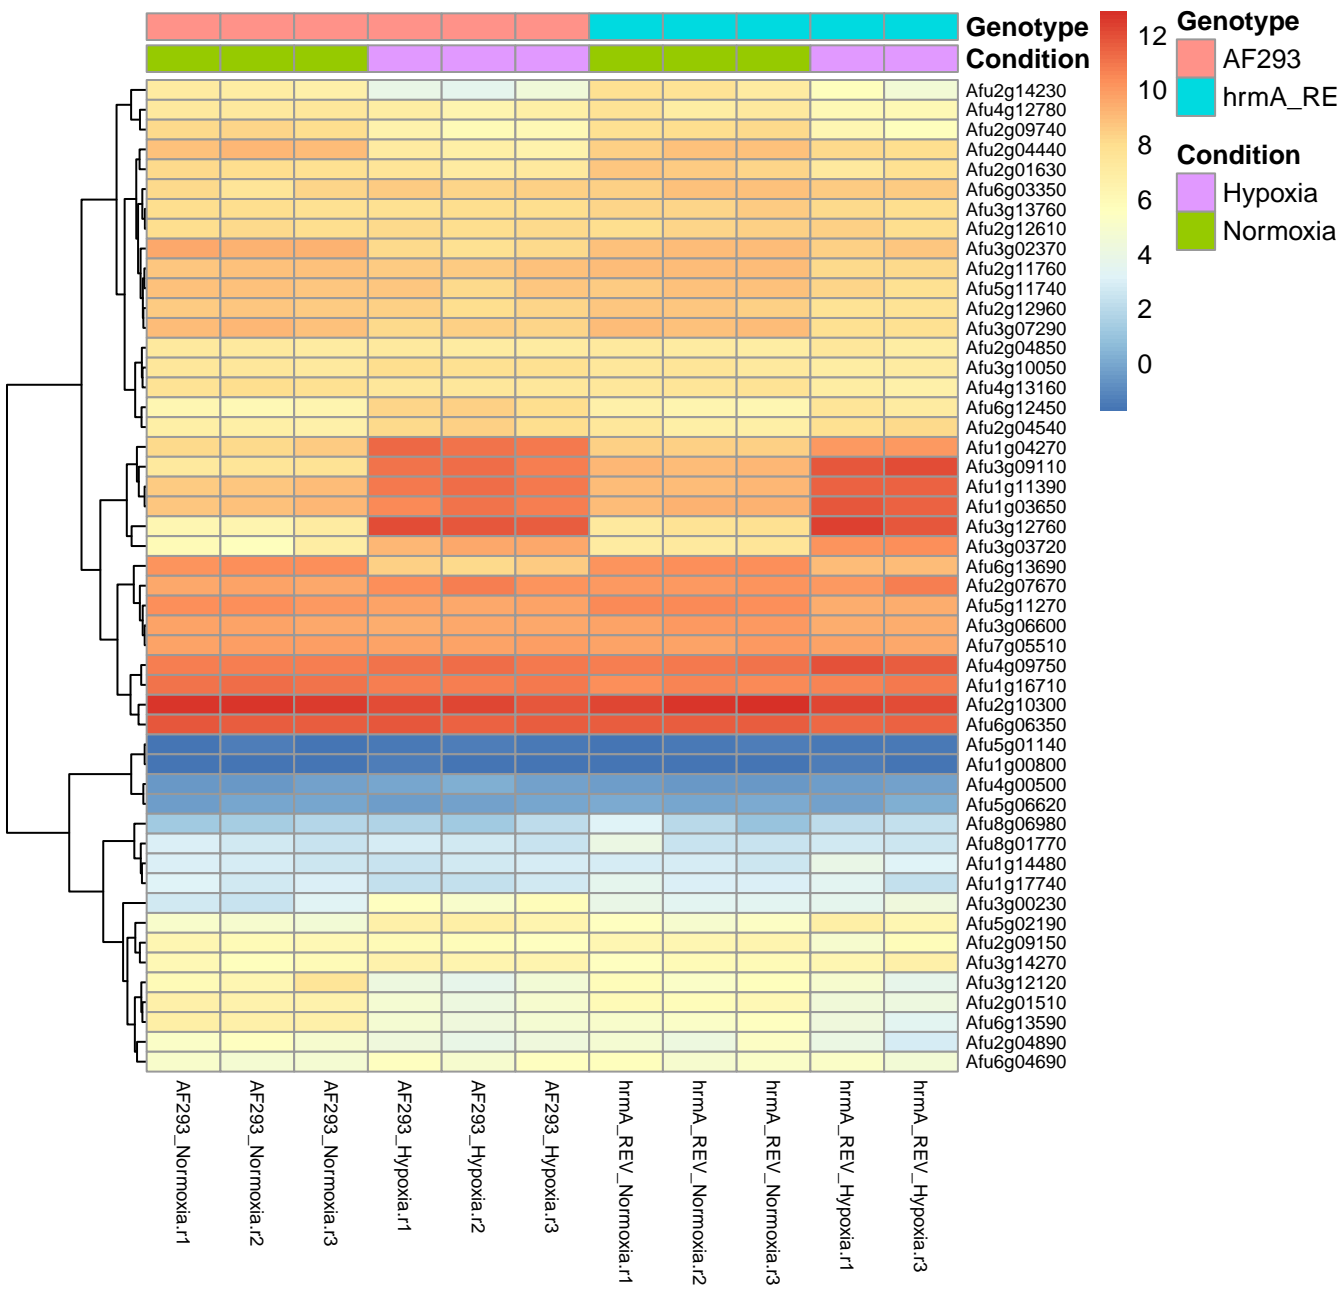 Genotype
Condition
Afu2g14230
Afu4g12780
Afu2g09740
Afu2g04440
Afu2g01630
Afu6g03350
Afu3g13760
Afu2g12610
Afu3g02370
Afu2g11760
Afu5g11740
Afu2g12960
Afu3g07290
Afu2g04850
Afu3g10050
Afu4g13160
Afu6g12450
Afu2g04540
Afu1g04270
Afu3g09110
Afu1g11390
Afu1g03650
Afu3g12760
Afu3g03720
Afu6g13690
Afu2g07670
Afu5g11270
Afu3g06600
Afu7g05510
Afu4g09750
Afu1g16710
Afu2g10300
Afu6g06350
Afu5g01140
Afu1g00800
Afu4g00500
Afu5g06620
Afu8g06980
Afu8g01770
Afu1g14480
Afu1g17740
Afu3g00230
Afu5g02190
Afu2g09150
Afu3g14270
Afu3g12120
Afu2g01510
Afu6g13590
Afu2g04890
Afu6g04690
AF293_Normoxia.r1
AF293_Normoxia.r2
AF293_Normoxia.r3
AF293_Hypoxia.r1
AF293_Hypoxia.r2
AF293_Hypoxia.r3
hrmA_REV_Normoxia.r1
hrmA_REV_Normoxia.r2
hrmA_REV_Normoxia.r3
hrmA_REV_Hypoxia.r1
hrmA_REV_Hypoxia.r3
12
10
8
6
4
2
0
Genotype
AF293
hrmA_RE
Condition
Hypoxia
Normoxia